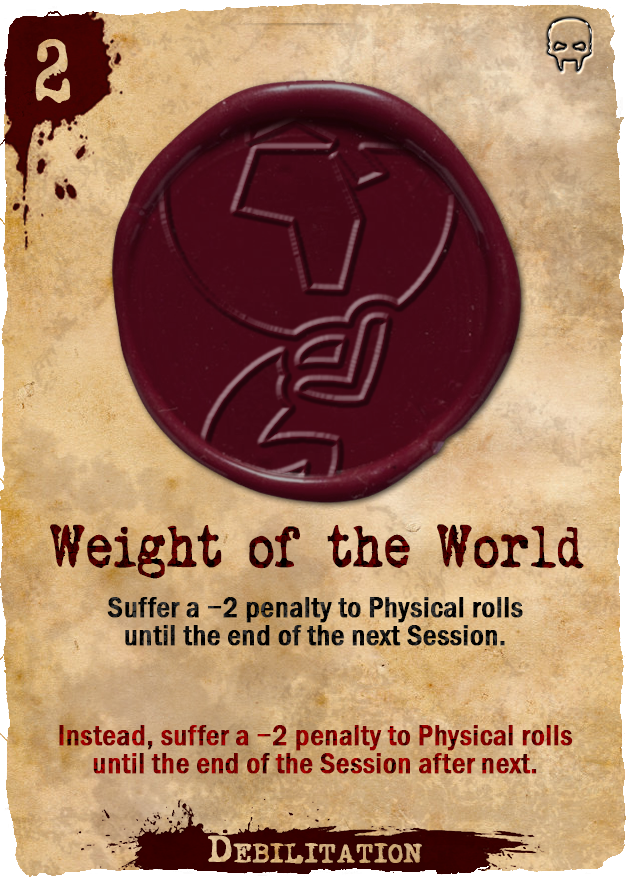 2
Weight of the World
Suffer a −2 penalty to Physical rolls
until the end of the next Session.
Instead, suffer a −2 penalty to Physical rolls
until the end of the Session after next.
Debilitation